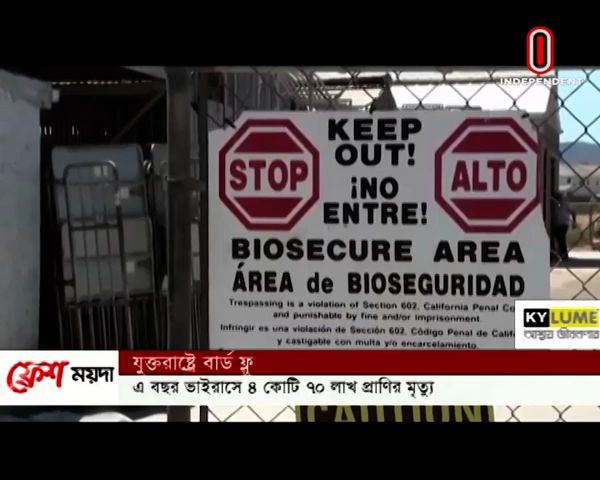 INDEPENDENT
KEEP
OUT!
STOP
¡NO
ENTRE!
ALTO
BIOSECURE AREA
ÁREA de BIOSEGURIDAD
Trespassing is a violation of Section 602, California Penal Co
and punishable by fine and/or imprisonment.
Infringir es una violación de Sección 602, Código Penal de Calif
y castigable con multa y/o encarcelamiento.
KYLUME
ফ্রেশ ময়দা
যুক্তরাষ্ট্রে বার্ড ফ্লু
এ বছর ভাইরাসে ৪ কোটি ৭০ লাখ প্রাণির মৃত্যু
CAUTION